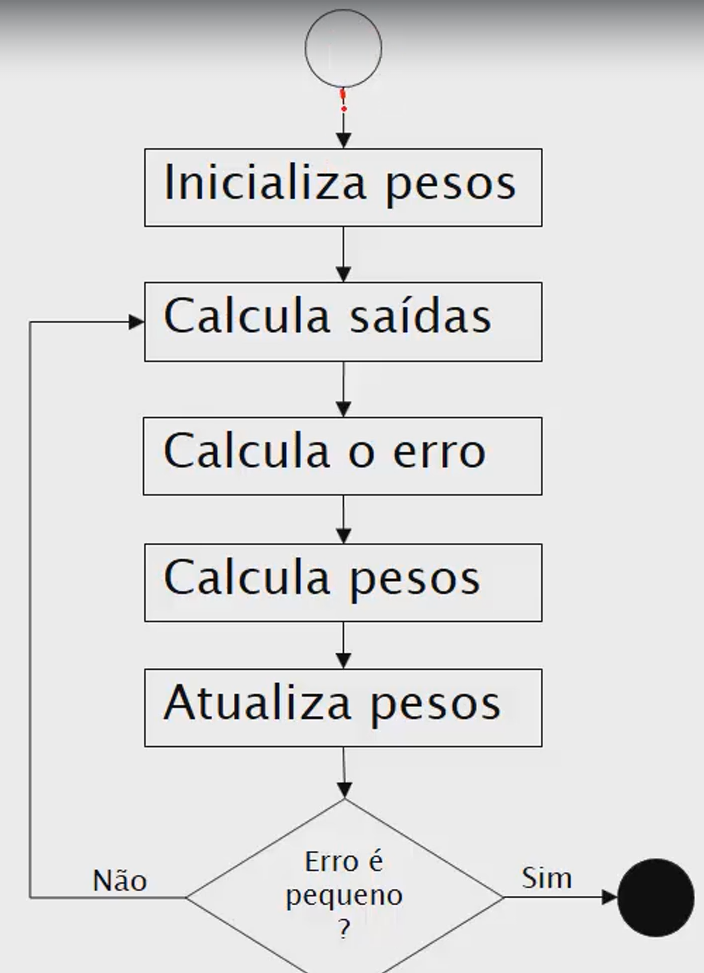 Inicializa pesos
Calcula saídas
Calcula o erro
Calcula pesos
Atualiza pesos
Erro é
pequeno
?
Não
Sim